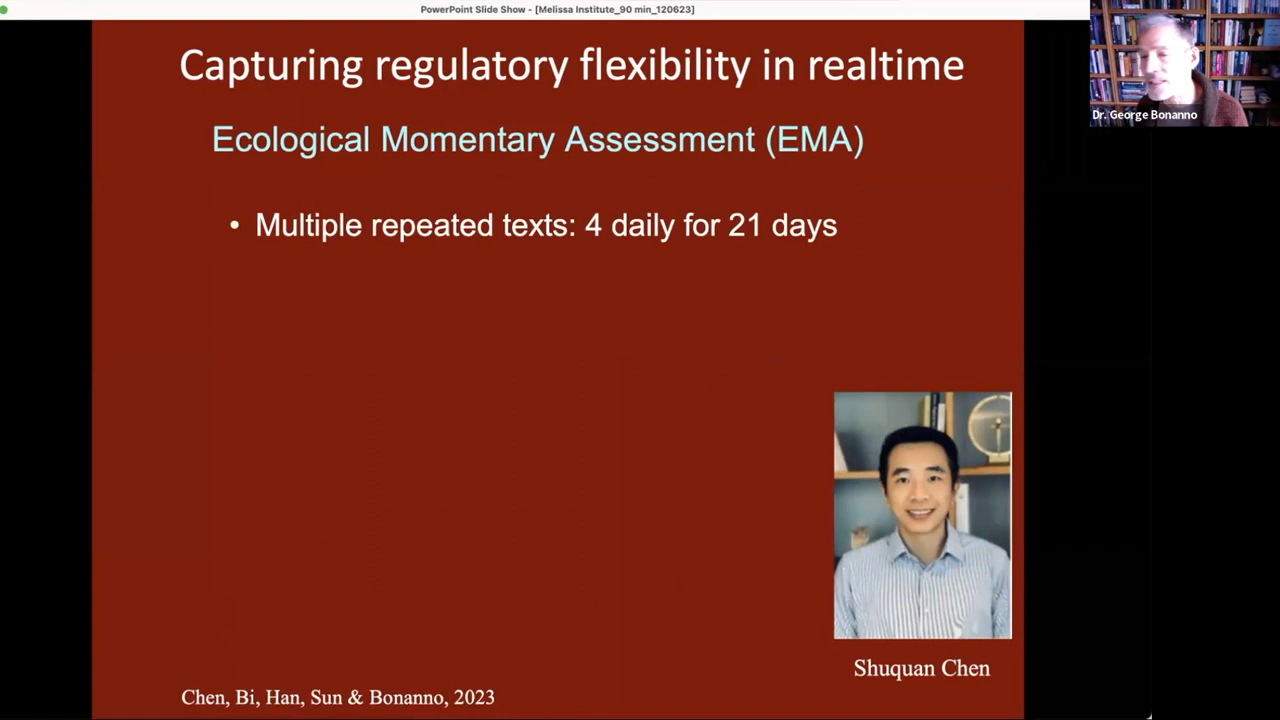 PowerPoint Slide Show - [Melissa Institute_90 min_120623]
Capturing regulatory flexibility in realtime
Ecological Momentary Assessment (EMA)
• Multiple repeated texts: 4 daily for 21 days
Dr. George Bonanno
Shuquan Chen
Chen, Bi, Han, Sun & Bonanno, 2023